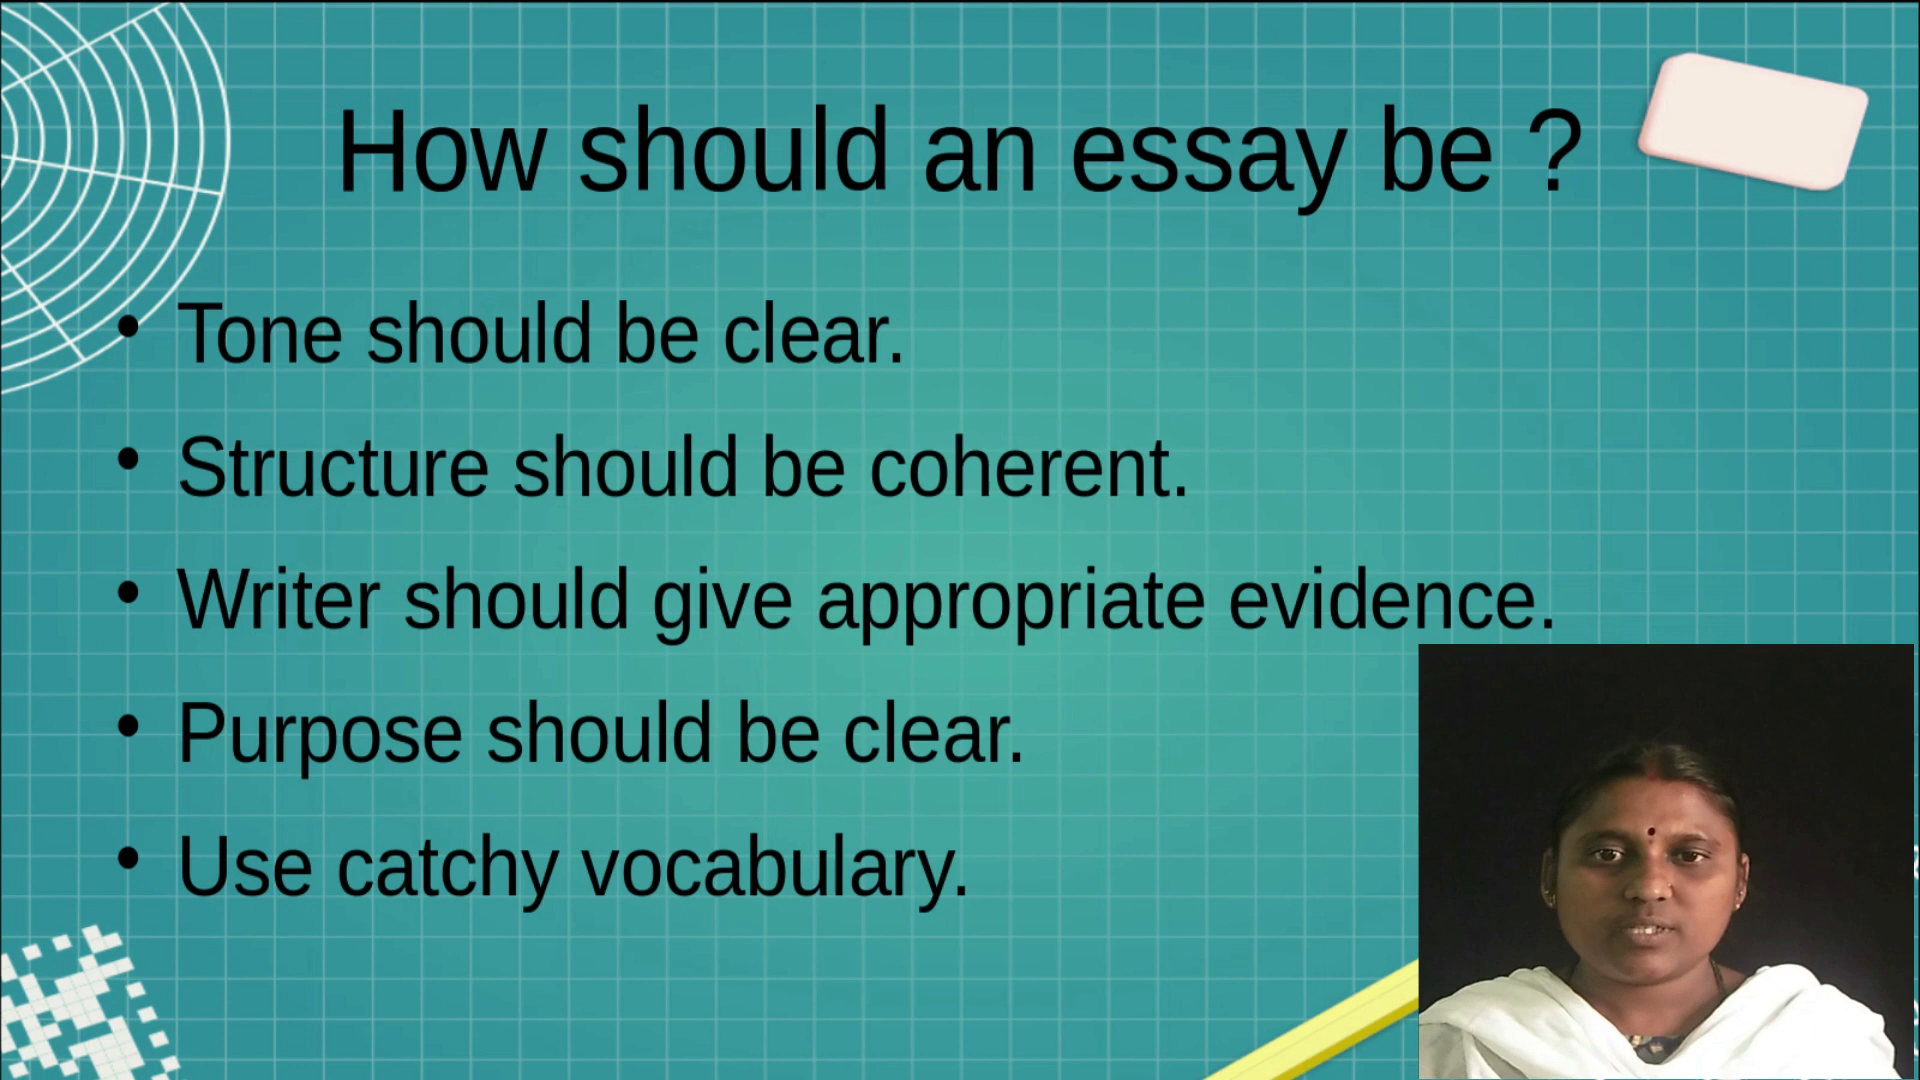 How should an essay be ?
• Tone should be clear.
• Structure should be coherent.
• Writer should give appropriate evidence.
• Purpose should be clear.
• Use catchy vocabulary.